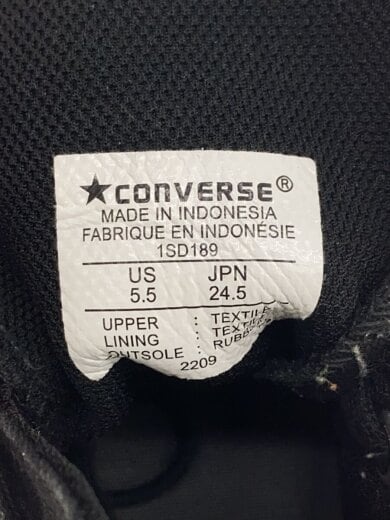 ★CONVERSE®
MADE IN INDONESIA
FABRIQUE EN INDONÉSIE
1SD189
US JPN
5.5 24.5
UPPER : TEXTILE
LINING : TEXTILE
OUTSOLE : RUBBER
2209